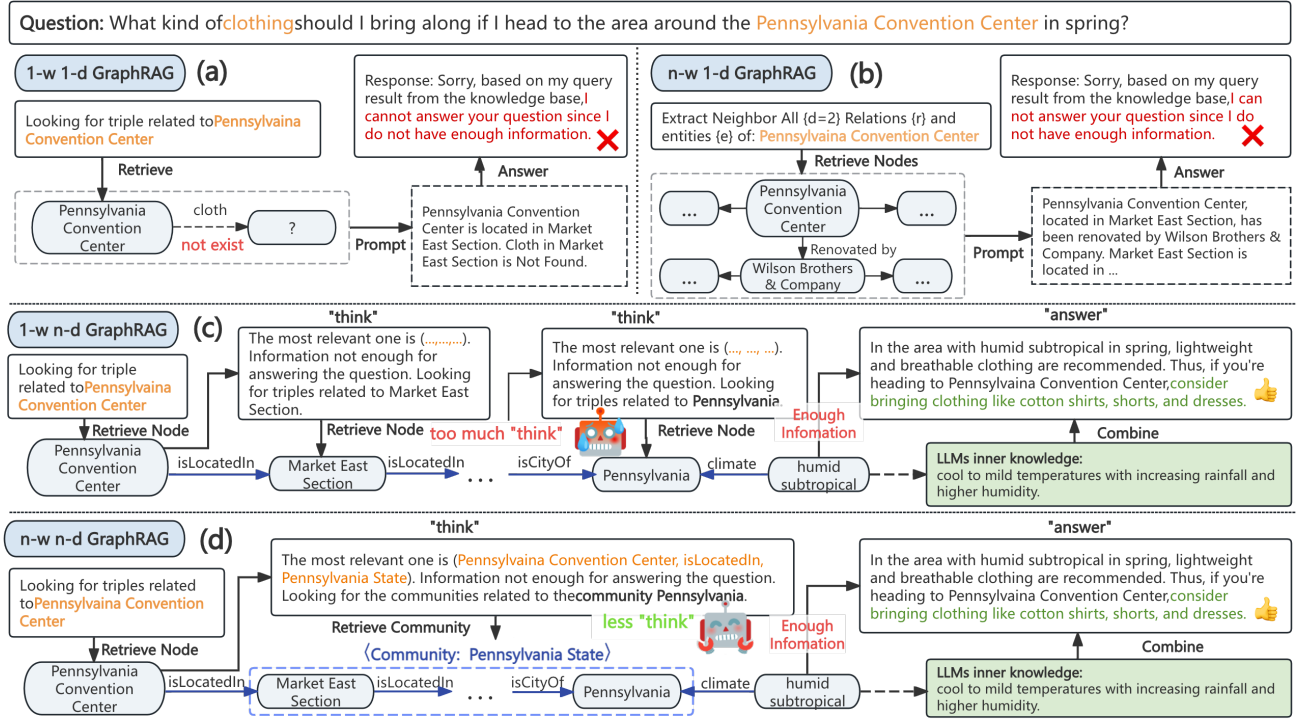 Question: What kind of clothing should I bring along if I head to the area around the Pennsylvania Convention Center in spring?
1-w 1-d GraphRAG
(a)
Looking for triple related to Pennsylvaina
Convention Center
Retrieve
Pennsylvania
Convention
Center
cloth
not exist
?
Prompt
Response: Sorry, based on my query
result from the knowledge base, I
cannot answer your question since I
do not have enough information.
Answer
Pennsylvania Convention
Center is located in Market
East Section. Cloth in Market
East Section is Not Found.
n-w 1-d GraphRAG
(b)
Extract Neighbor All {d=2} Relations {r} and
entities {e} of: Pennsylvaina Convention Center
Retrieve Nodes
...
Pennsylvania
Convention
Center
...
Renovated by
...
Wilson Brothers
& Company
...
Prompt
Response: Sorry, based on my query
result from the knowledge base, I can
not answer your question since I do
not have enough information.
Answer
Pennsylvania Convention Center,
located in Market East Section, has
been renovated by Wilson Brothers &
Company. Market East Section is
located in ...
1-w n-d GraphRAG
(c)
Looking for triple
related to Pennsylvaina
Convention Center
Retrieve Node
Pennsylvania
Convention
Center
isLocatedIn
"think"
The most relevant one is (...,...,...).
Information not enough for
answering the question. Looking
for triples related to Market East
Section.
Retrieve Node
Market East
Section
isLocatedIn
...
too much "think"
isCityOf
"think"
The most relevant one is (..., ..., ...).
Information not enough for
answering the question. Looking
for triples related to Pennsylvania.
Retrieve Node
Pennsylvania
climate
humid
subtropical
Enough
Infomation
"answer"
In the area with humid subtropical in spring, lightweight
and breathable clothing are recommended. Thus, if you're
heading to Pennsylvaina Convention Center, consider
bringing clothing like cotton shirts, shorts, and dresses.
Combine
LLMs inner knowledge:
cool to mild temperatures with increasing rainfall and
higher humidity.
n-w n-d GraphRAG
(d)
Looking for triples related
to Pennsylvaina Convention
Center
Retrieve Node
Pennsylvania
Convention
Center
isLocatedIn
"think"
The most relevant one is (Pennsylvaina Convention Center, isLocatedIn,
Pennsylvania State). Information not enough for answering the question.
Looking for the communities related to the community Pennsylvania.
Retrieve Community
less "think"
〈Community: Pennsylvania State〉
Market East
Section
isLocatedIn
...
isCityOf
Pennsylvania
climate
humid
subtropical
Enough
Infomation
"answer"
In the area with humid subtropical in spring, lightweight
and breathable clothing are recommended. Thus, if you're
heading to Pennsylvaina Convention Center, consider
bringing clothing like cotton shirts, shorts, and dresses.
Combine
LLMs inner knowledge:
cool to mild temperatures with increasing rainfall and
higher humidity.